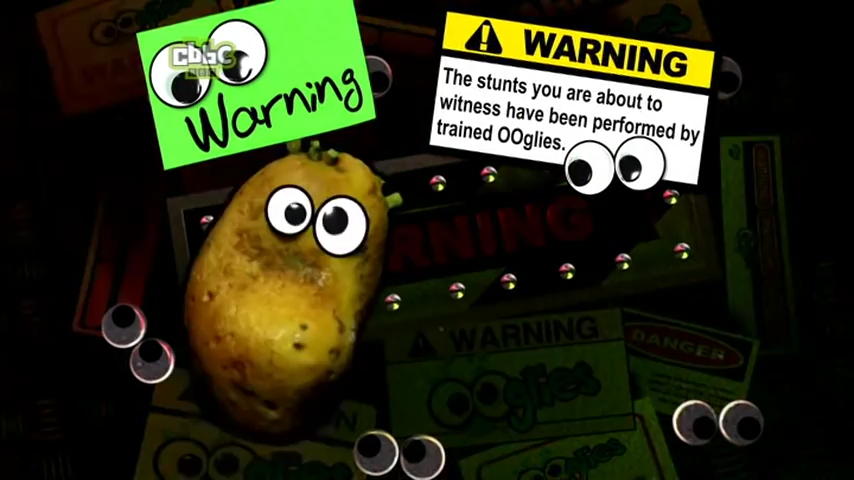 cbbc
Warning
WARNING
The stunts you are about to
witness have been performed by
trained OOglies.
WARNING
WARNING
DANGER
OOglies